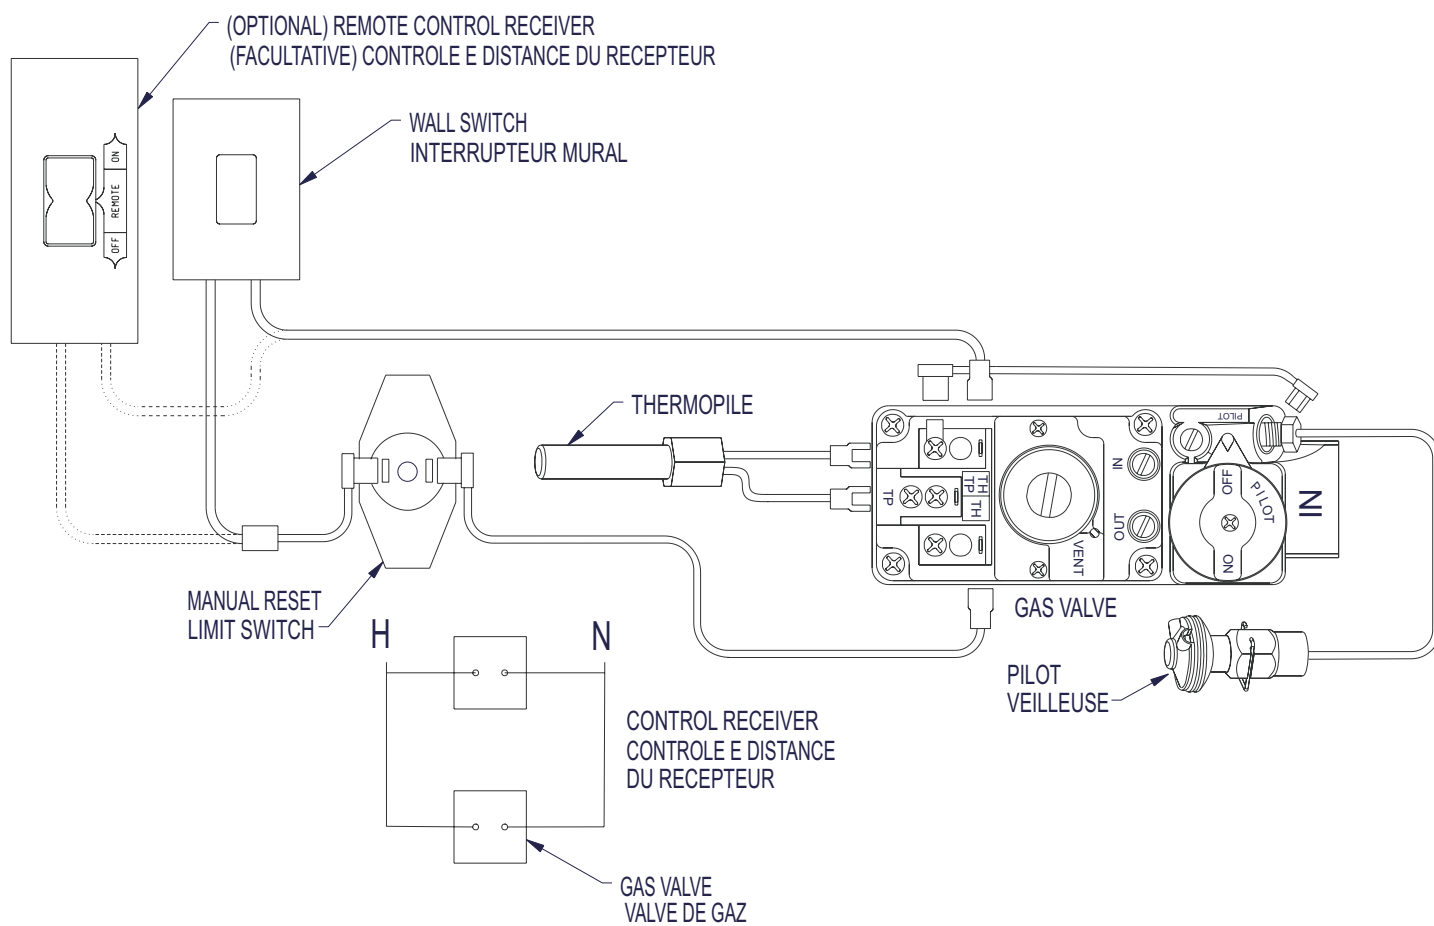 (OPTIONAL) REMOTE CONTROL RECEIVER
(FACULTATIVE) CONTROLE E DISTANCE DU RECEPTEUR
WALL SWITCH
INTERRUPTEUR MURAL
ON
REMOTE
OFF
THERMOPILE
PILOT
TP
TH
TP
TH
IN
OUT
VENT
OFF
PILOT
ON
IN
MANUAL RESET
LIMIT SWITCH
GAS VALVE
H
N
PILOT
VEILLEUSE
CONTROL RECEIVER
CONTROLE E DISTANCE
DU RECEPTEUR
GAS VALVE
VALVE DE GAZ